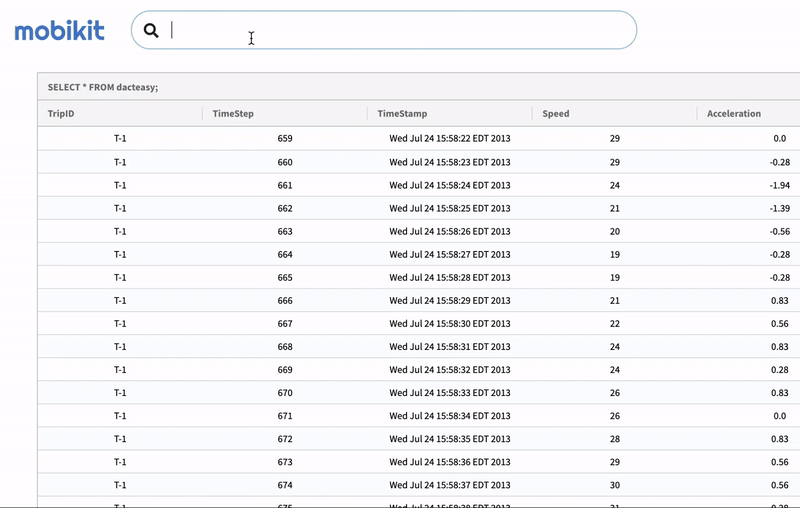 mobikit
SELECT * FROM dacteasy;
TripID TimeStep TimeStamp Speed Acceleration
T-1 659 Wed Jul 24 15:58:22 EDT 2013 29 0.0
T-1 660 Wed Jul 24 15:58:23 EDT 2013 29 -0.28
T-1 661 Wed Jul 24 15:58:24 EDT 2013 24 -1.94
T-1 662 Wed Jul 24 15:58:25 EDT 2013 21 -1.39
T-1 663 Wed Jul 24 15:58:26 EDT 2013 20 -0.56
T-1 664 Wed Jul 24 15:58:27 EDT 2013 19 -0.28
T-1 665 Wed Jul 24 15:58:28 EDT 2013 19 -0.28
T-1 666 Wed Jul 24 15:58:29 EDT 2013 21 0.83
T-1 667 Wed Jul 24 15:58:30 EDT 2013 22 0.56
T-1 668 Wed Jul 24 15:58:31 EDT 2013 24 0.83
T-1 669 Wed Jul 24 15:58:32 EDT 2013 24 0.28
T-1 670 Wed Jul 24 15:58:33 EDT 2013 26 0.83
T-1 671 Wed Jul 24 15:58:34 EDT 2013 26 0.0
T-1 672 Wed Jul 24 15:58:35 EDT 2013 28 0.83
T-1 673 Wed Jul 24 15:58:36 EDT 2013 29 0.56
T-1 674 Wed Jul 24 15:58:37 EDT 2013 30 0.56